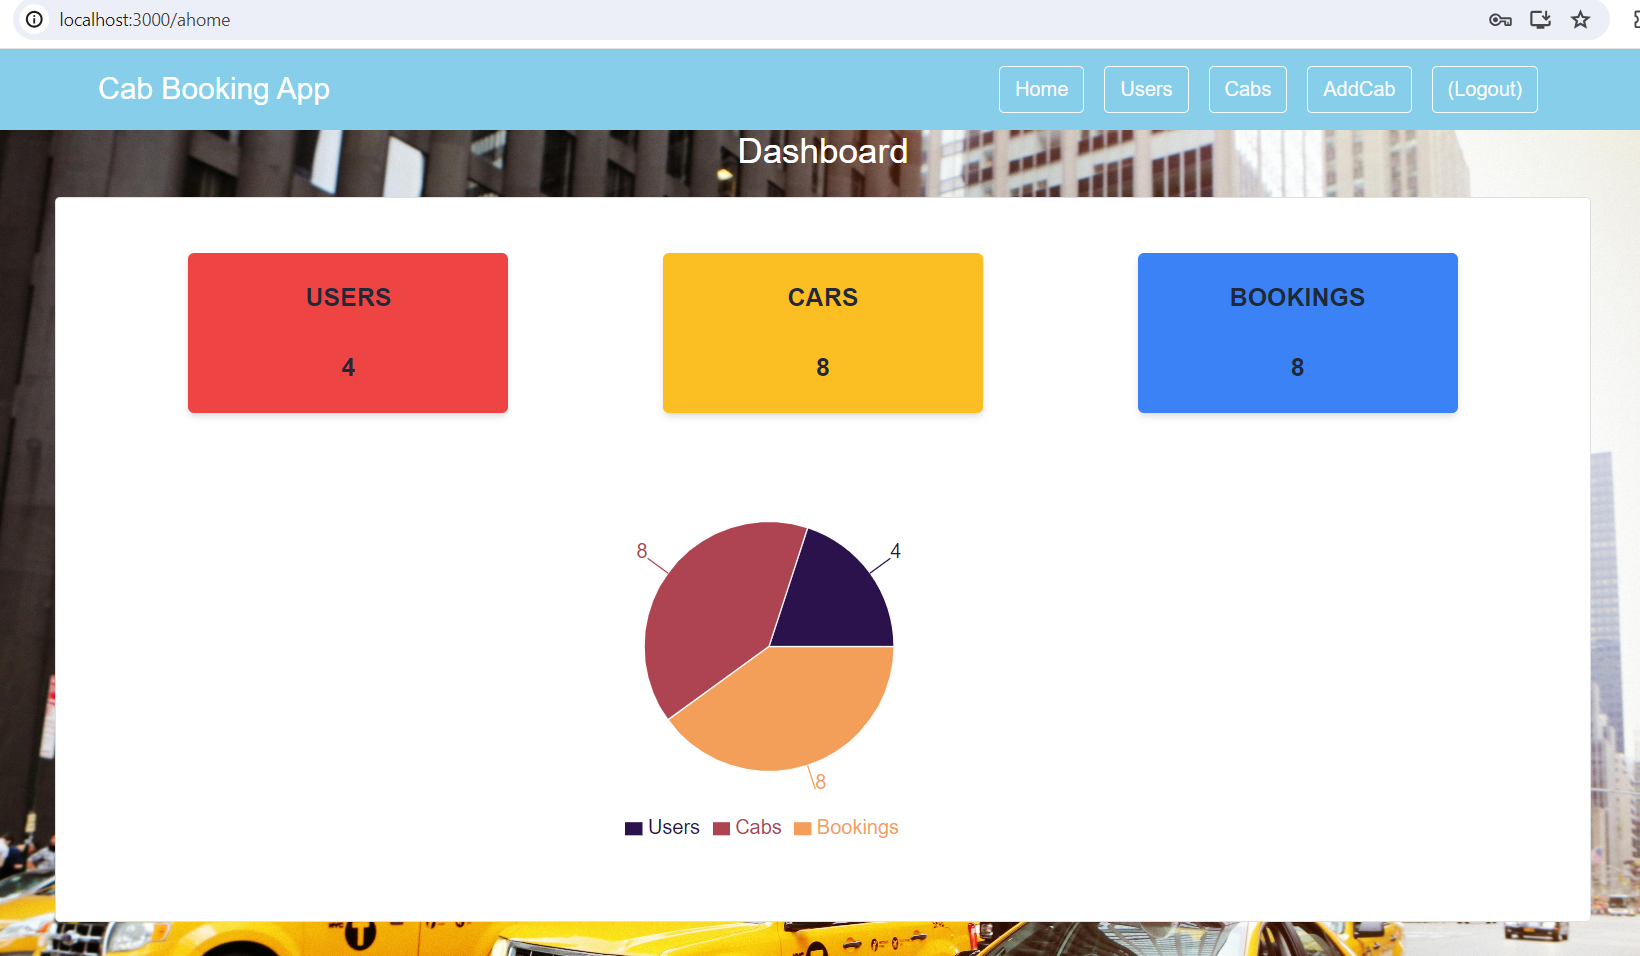 localhost:3000/ahome
Cab Booking App
Home
Users
Cabs
AddCab
(Logout)
Dashboard
USERS
4
CARS
8
BOOKINGS
8
8
4
8
Users
Cabs
Bookings
NYC
T
T